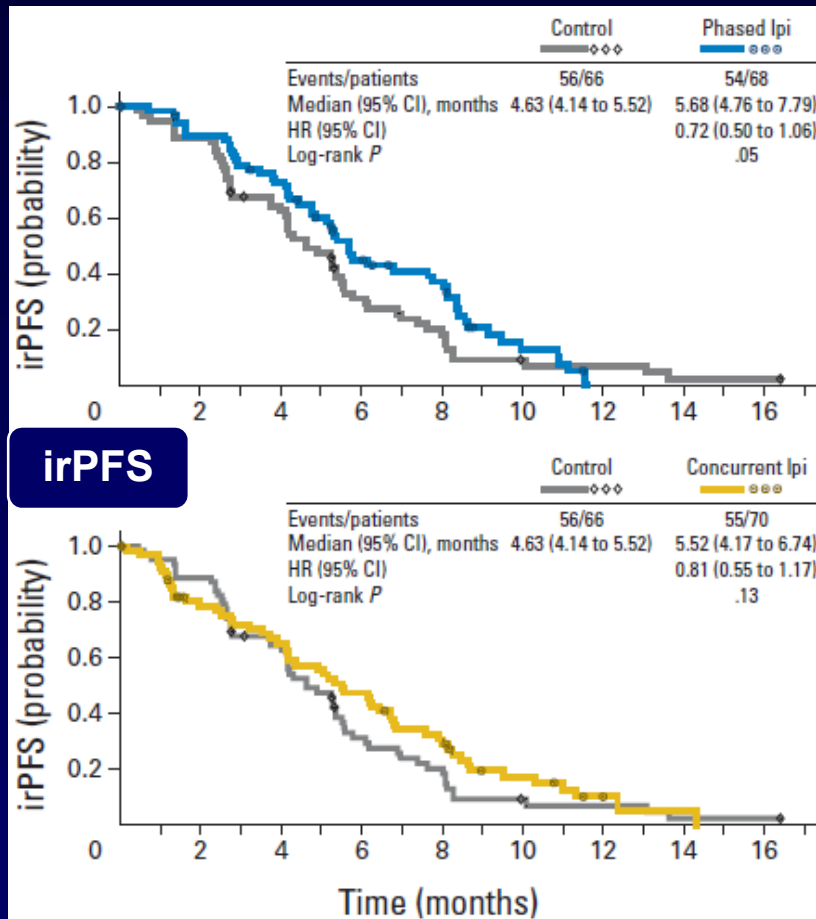 Control Phased Ipi
Events/patients 56/66 54/68
Median (95% CI), months 4.63 (4.14 to 5.52) 5.68 (4.76 to 7.79)
HR (95% CI) 0.72 (0.50 to 1.06)
Log-rank P .05
1.0
0.8
0.6
0.4
0.2
irPFS (probability)
0 2 4 6 8 10 12 14 16
irPFS
Control Concurrent Ipi
Events/patients 56/66 55/70
Median (95% CI), months 4.63 (4.14 to 5.52) 5.52 (4.17 to 6.74)
HR (95% CI) 0.81 (0.55 to 1.17)
Log-rank P .13
1.0
0.8
0.6
0.4
0.2
irPFS (probability)
0 2 4 6 8 10 12 14 16
Time (months)